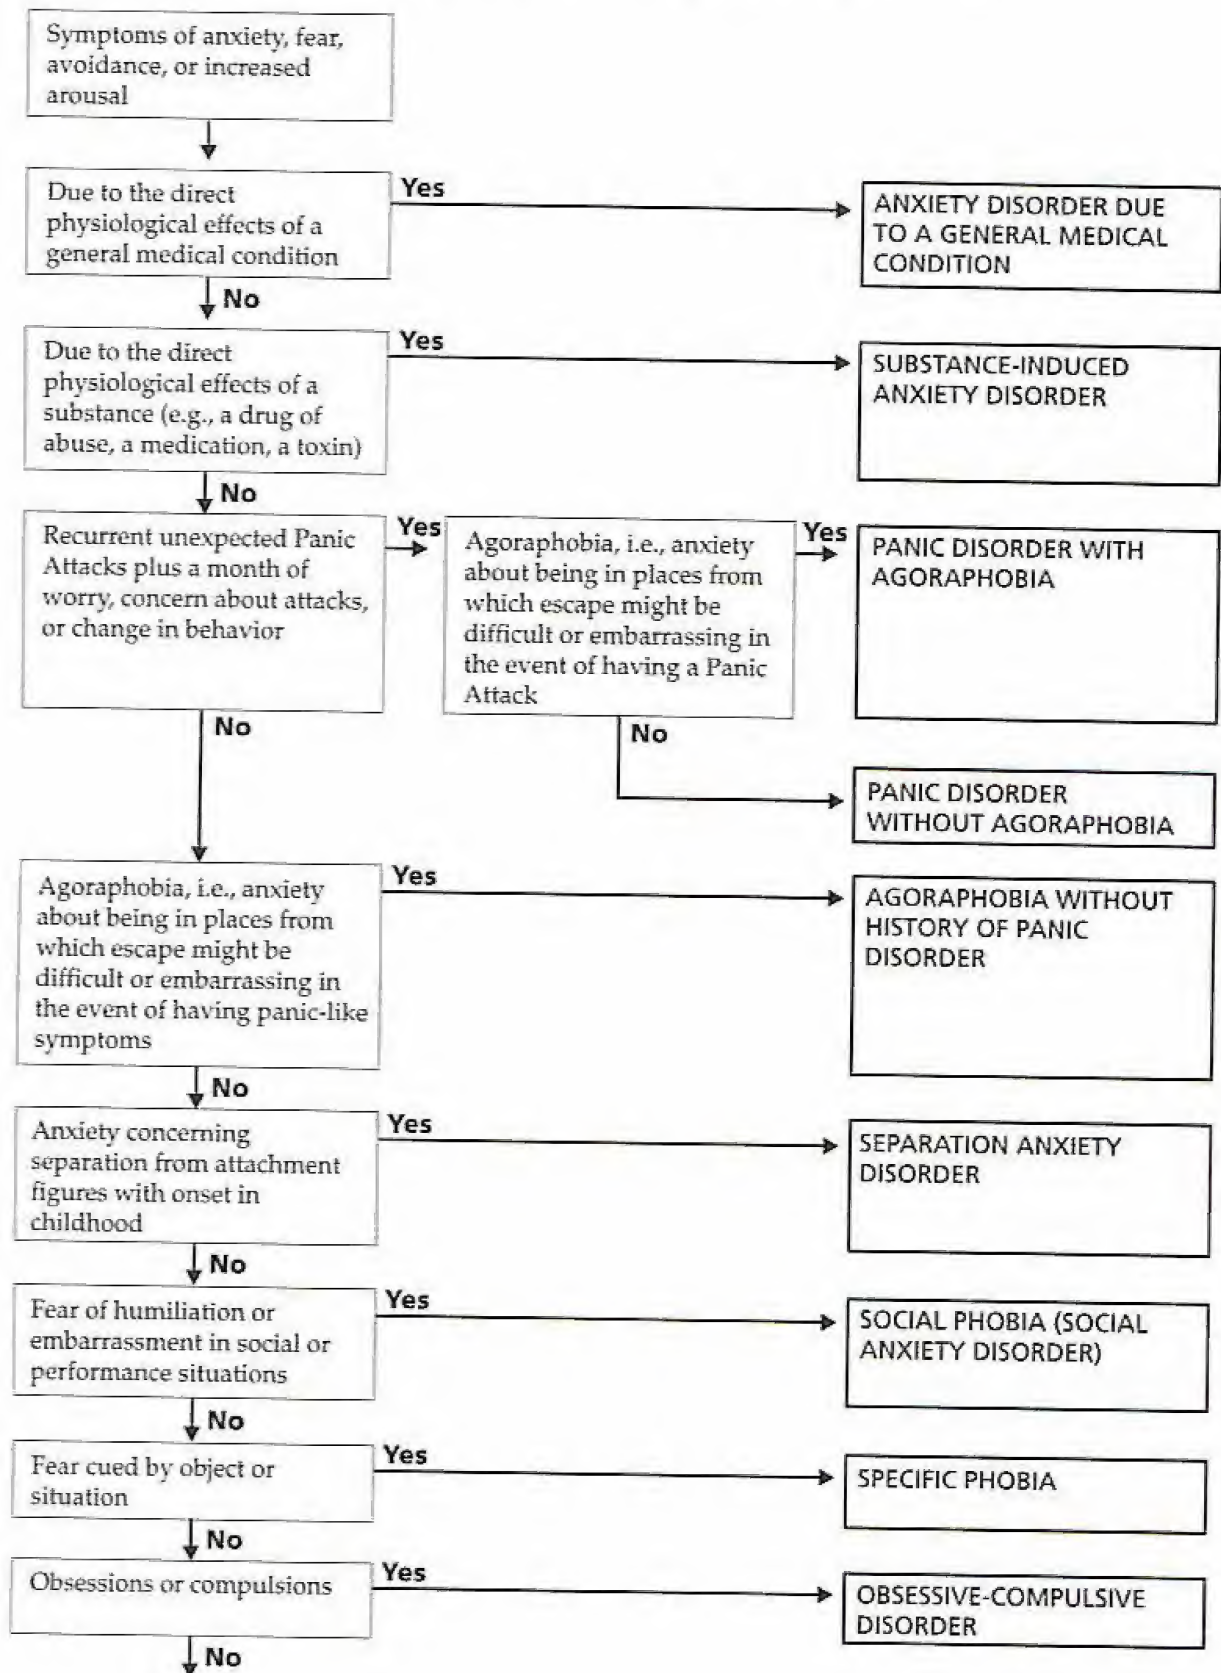 Symptoms of anxiety, fear,
avoidance, or increased
arousal
Due to the direct
physiological effects of a
general medical condition
Yes
ANXIETY DISORDER DUE
TO A GENERAL MEDICAL
CONDITION
No
Due to the direct
physiological effects of a
substance (e.g., a drug of
abuse, a medication, a toxin)
Yes
SUBSTANCE-INDUCED
ANXIETY DISORDER
No
Recurrent unexpected Panic
Attacks plus a month of
worry, concern about attacks,
or change in behavior
Yes
Agoraphobia, i.e., anxiety
about being in places from
which escape might be
difficult or embarrassing in
the event of having a Panic
Attack
Yes
PANIC DISORDER WITH
AGORAPHOBIA
No
No
PANIC DISORDER
WITHOUT AGORAPHOBIA
Agoraphobia, i.e., anxiety
about being in places from
which escape might be
difficult or embarrassing in
the event of having panic-like
symptoms
Yes
AGORAPHOBIA WITHOUT
HISTORY OF PANIC
DISORDER
No
Anxiety concerning
separation from attachment
figures with onset in
childhood
Yes
SEPARATION ANXIETY
DISORDER
No
Fear of humiliation or
embarrassment in social or
performance situations
Yes
SOCIAL PHOBIA (SOCIAL
ANXIETY DISORDER)
No
Fear cued by object or
situation
Yes
SPECIFIC PHOBIA
No
Obsessions or compulsions
Yes
OBSESSIVE-COMPULSIVE
DISORDER
No